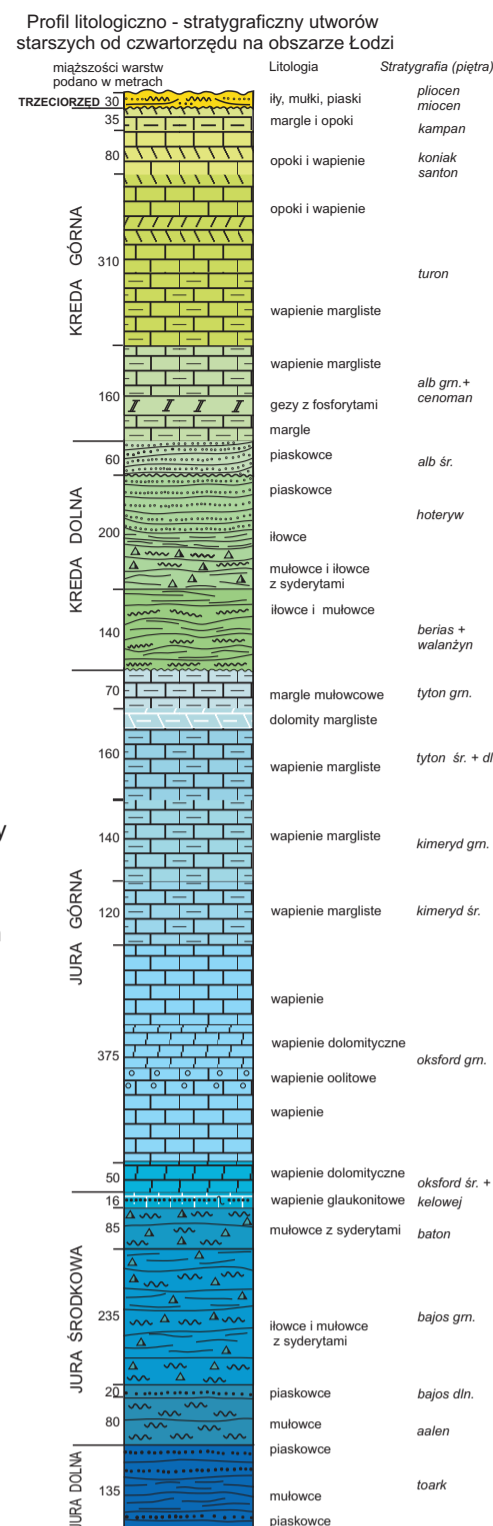 Profil litologiczno - stratygraficzny utworów
starszych od czwartorzędu na obszarze Łodzi
miąższości warstw
podano w metrach
Litologia
Stratygrafia (piętra)
TRZECIORZĘD 30
iły, mułki, piaski
pliocen
miocen
35
margle i opoki
kampan
80
opoki i wapienie
koniak
santon
KREDA GÓRNA
opoki i wapienie
310
turon
wapienie margliste
wapienie margliste
160
alb grn.+
cenoman
gezy z fosforytami
margle
60
piaskowce
alb śr.
KREDA DOLNA
piaskowce
hoteryw
200
iłowce
mułowce i iłowce
z syderytami
iłowce i mułowce
140
berias +
walanżyn
70
margle mułowcowe
tyton grn.
dolomity margliste
160
wapienie margliste
tyton śr. + dl
JURA GÓRNA
140
wapienie margliste
kimeryd grn.
y
120
wapienie margliste
kimeryd śr.
wapienie
wapienie dolomityczne
375
oksford grn.
wapienie oolitowe
wapienie
50
wapienie dolomityczne
oksford śr. +
kelowej
16
wapienie glaukonitowe
JURA ŚRODKOWA
85
mułowce z syderytami
baton
235
bajos grn.
iłowce i mułowce
z syderytami
20
piaskowce
bajos dln.
80
mułowce
aalen
JURA DOLNA
piaskowce
135
toark
mułowce
piaskowce